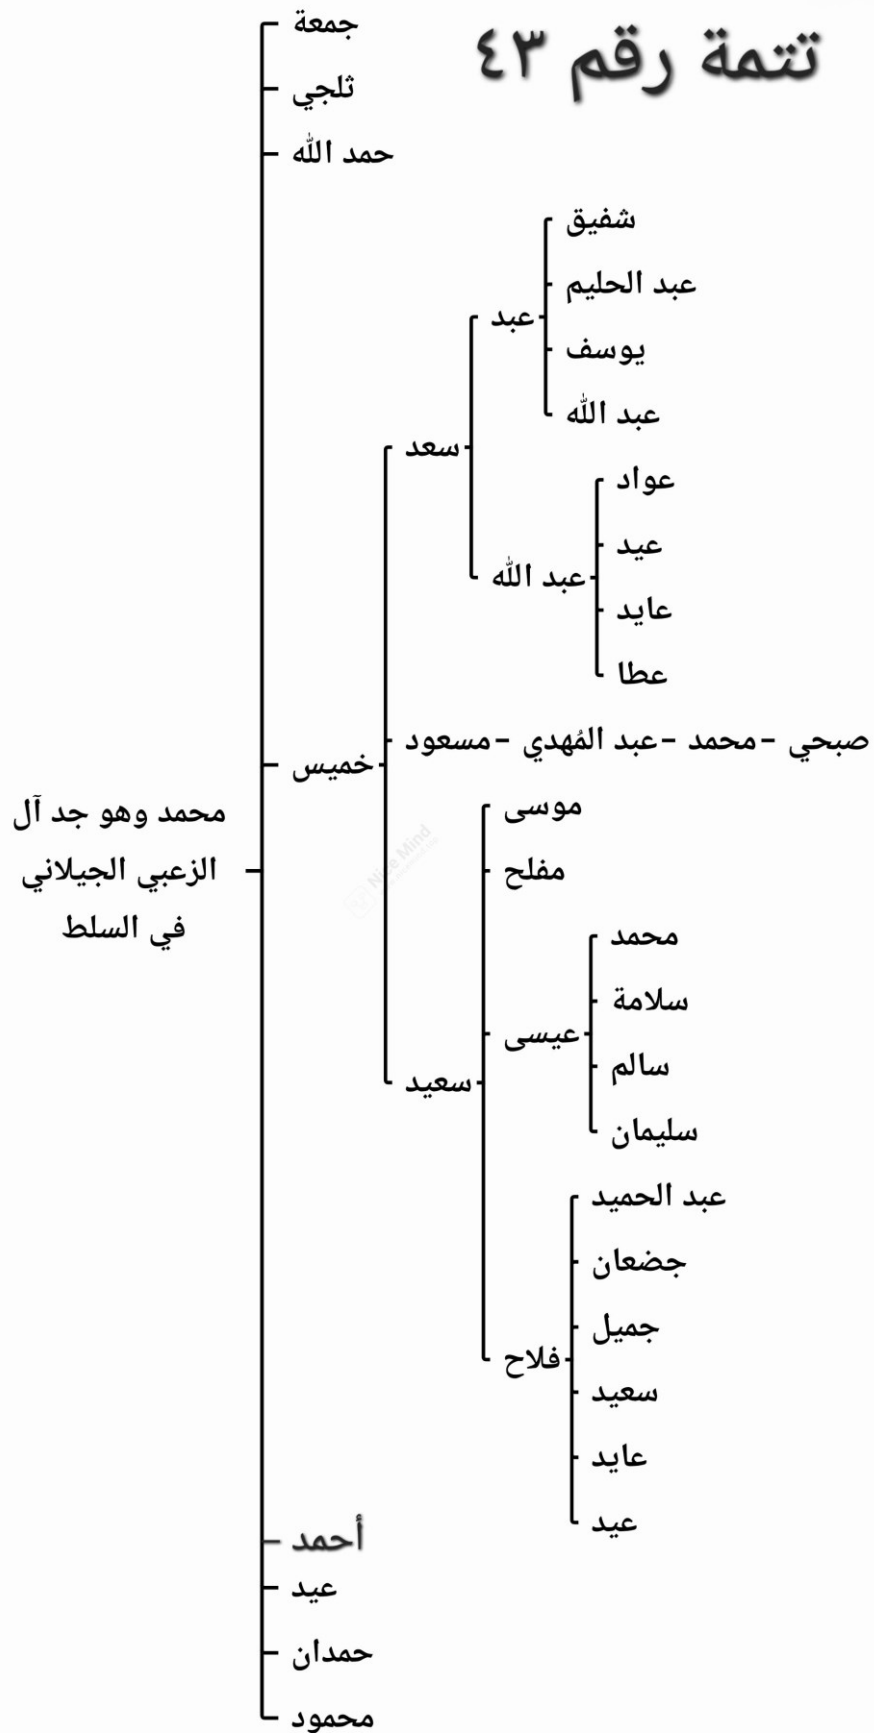 تتمة رقم ٤٣
جمعة
ثلجي
حمد الله
شفيق
عبد الحليم
عبد
يوسف
عبد الله
سعد
عواد
عيد
عبد الله
عايد
عطا
مسعود - عبد المُهدي - محمد - صبحي
خميس
موسى
محمد وهو جد آل
الزعبي الجيلاني
في السلط
مفلح
محمد
سلامة
عيسى
سالم
سعيد
سليمان
عبد الحميد
جضعان
جميل
فلاح
سعيد
عايد
عيد
أحمد
عيد
حمدان
محمود
Nice Mind